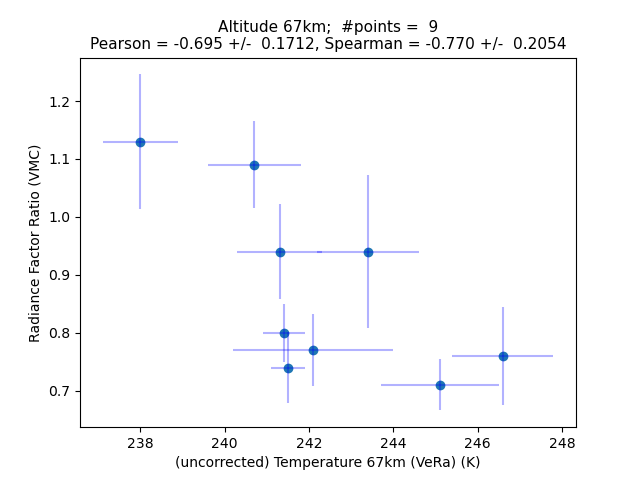 Altitude 67km;  #points =  9
Pearson = -0.695 +/-  0.1712, Spearman = -0.770 +/-  0.2054
1.2
1.1
1.0
0.9
0.8
0.7
Radiance Factor Ratio (VMC)
238 240 242 244 246 248
(uncorrected) Temperature 67km (VeRa) (K)